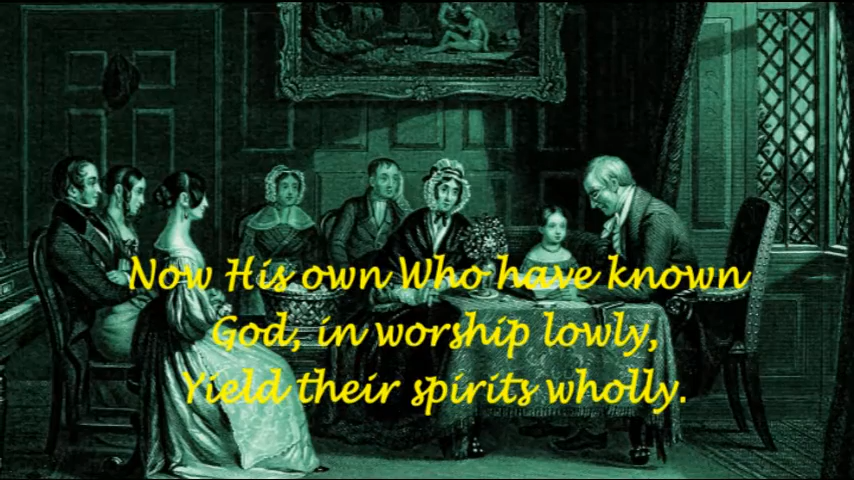 Now His own Who have known
God, in worship lowly,
Yield their spirits wholly.